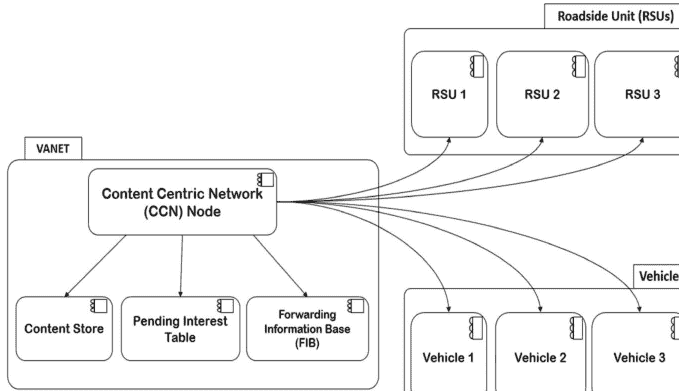 Roadside Unit (RSUs)
RSU 1
RSU 2
RSU 3
VANET
Content Centric Network
(CCN) Node
Content Store
Pending Interest
Table
Forwarding
Information Base
(FIB)
Vehicle
Vehicle 1
Vehicle 2
Vehicle 3